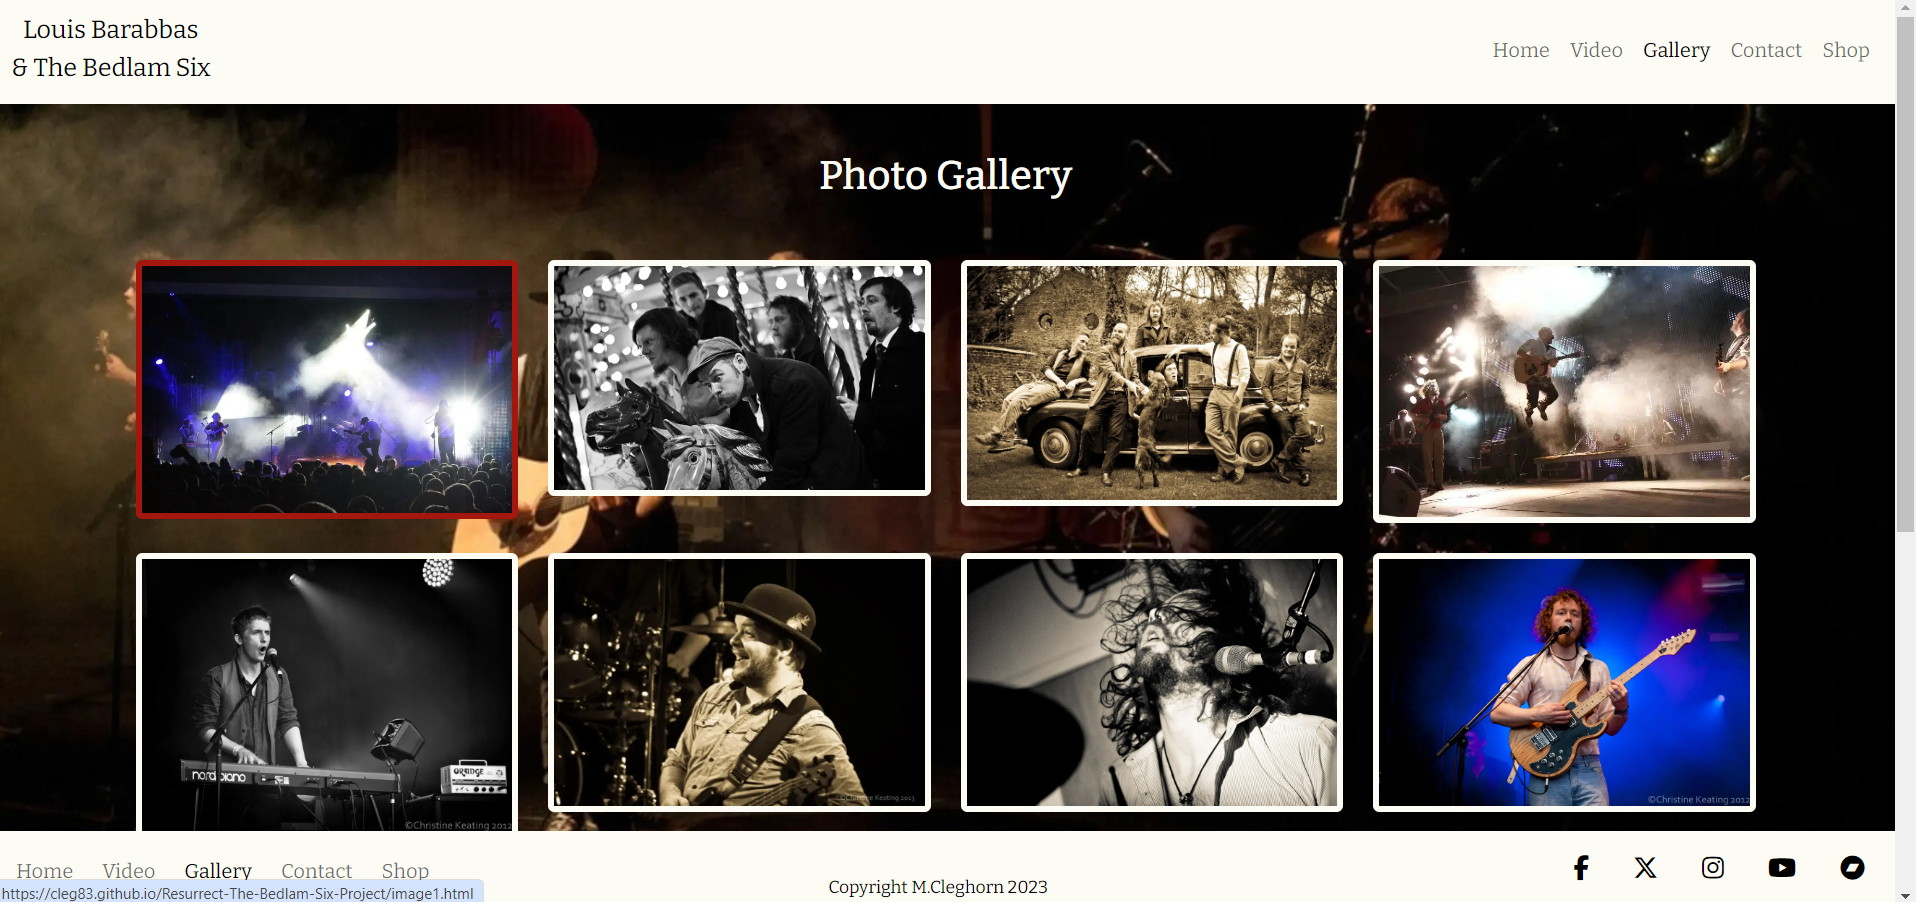 Louis Barabbas
& The Bedlam Six
Home Video Gallery Contact Shop
Photo Gallery
nord piano
ORANGE
©Christine Keating 2012
©Christine Keating 2013
©Christine Keating 2012
Home Video Gallery Contact Shop
Copyright M.Cleghorn 2023
https://cleg83.github.io/Resurrect-The-Bedlam-Six-Project/image1.html